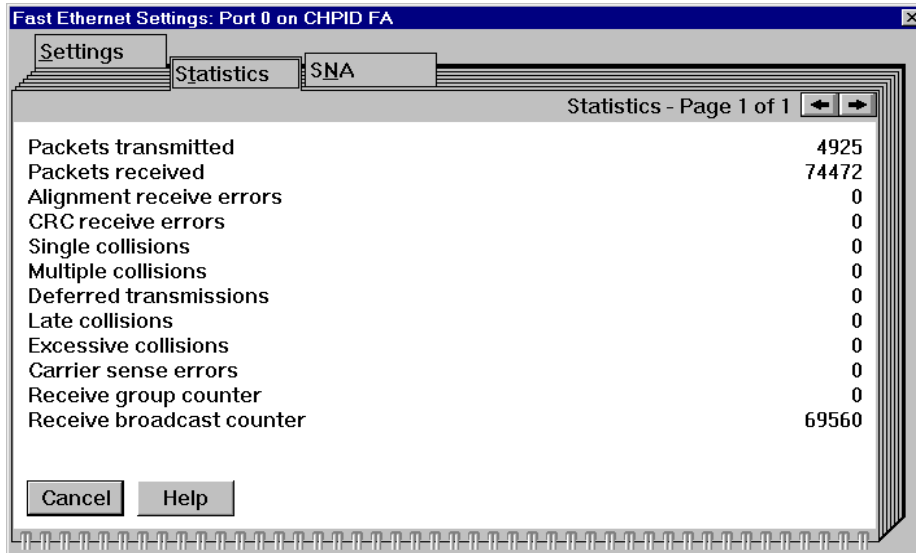 Fast Ethernet Settings: Port 0 on CHPID FA
Settings
Statistics
SNA
Statistics - Page 1 of 1
Packets transmitted 4925
Packets received 74472
Alignment receive errors 0
CRC receive errors 0
Single collisions 0
Multiple collisions 0
Deferred transmissions 0
Late collisions 0
Excessive collisions 0
Carrier sense errors 0
Receive group counter 0
Receive broadcast counter 69560
Cancel Help